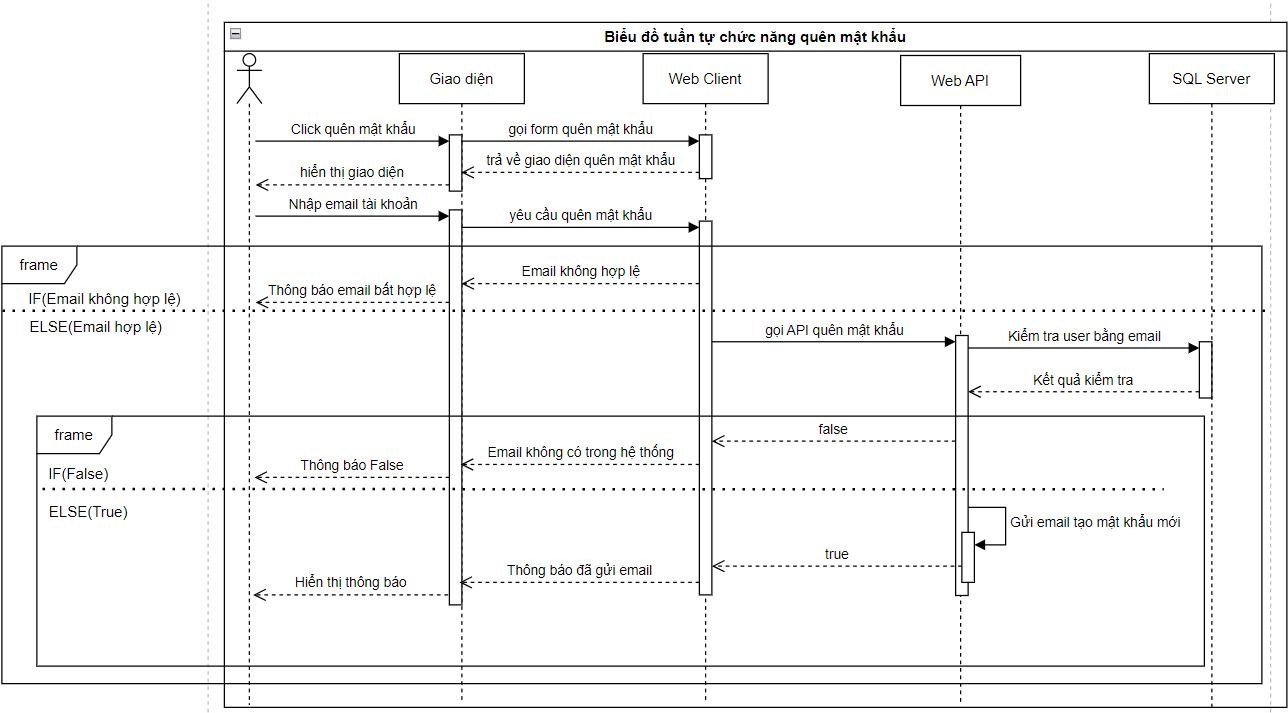 Biểu đồ tuần tự chức năng quên mật khẩu
Giao diện
Web Client
Web API
SQL Server
Click quên mật khẩu
gọi form quên mật khẩu
trả về giao diện quên mật khẩu
hiển thị giao diện
Nhập email tài khoản
yêu cầu quên mật khẩu
frame
Email không hợp lệ
Thông báo email bất hợp lệ
IF(Email không hợp lệ)
ELSE(Email hợp lệ)
gọi API quên mật khẩu
Kiểm tra user bằng email
Kết quả kiểm tra
frame
false
Email không có trong hệ thống
Thông báo False
IF(False)
ELSE(True)
Gửi email tạo mật khẩu mới
true
Thông báo đã gửi email
Hiển thị thông báo